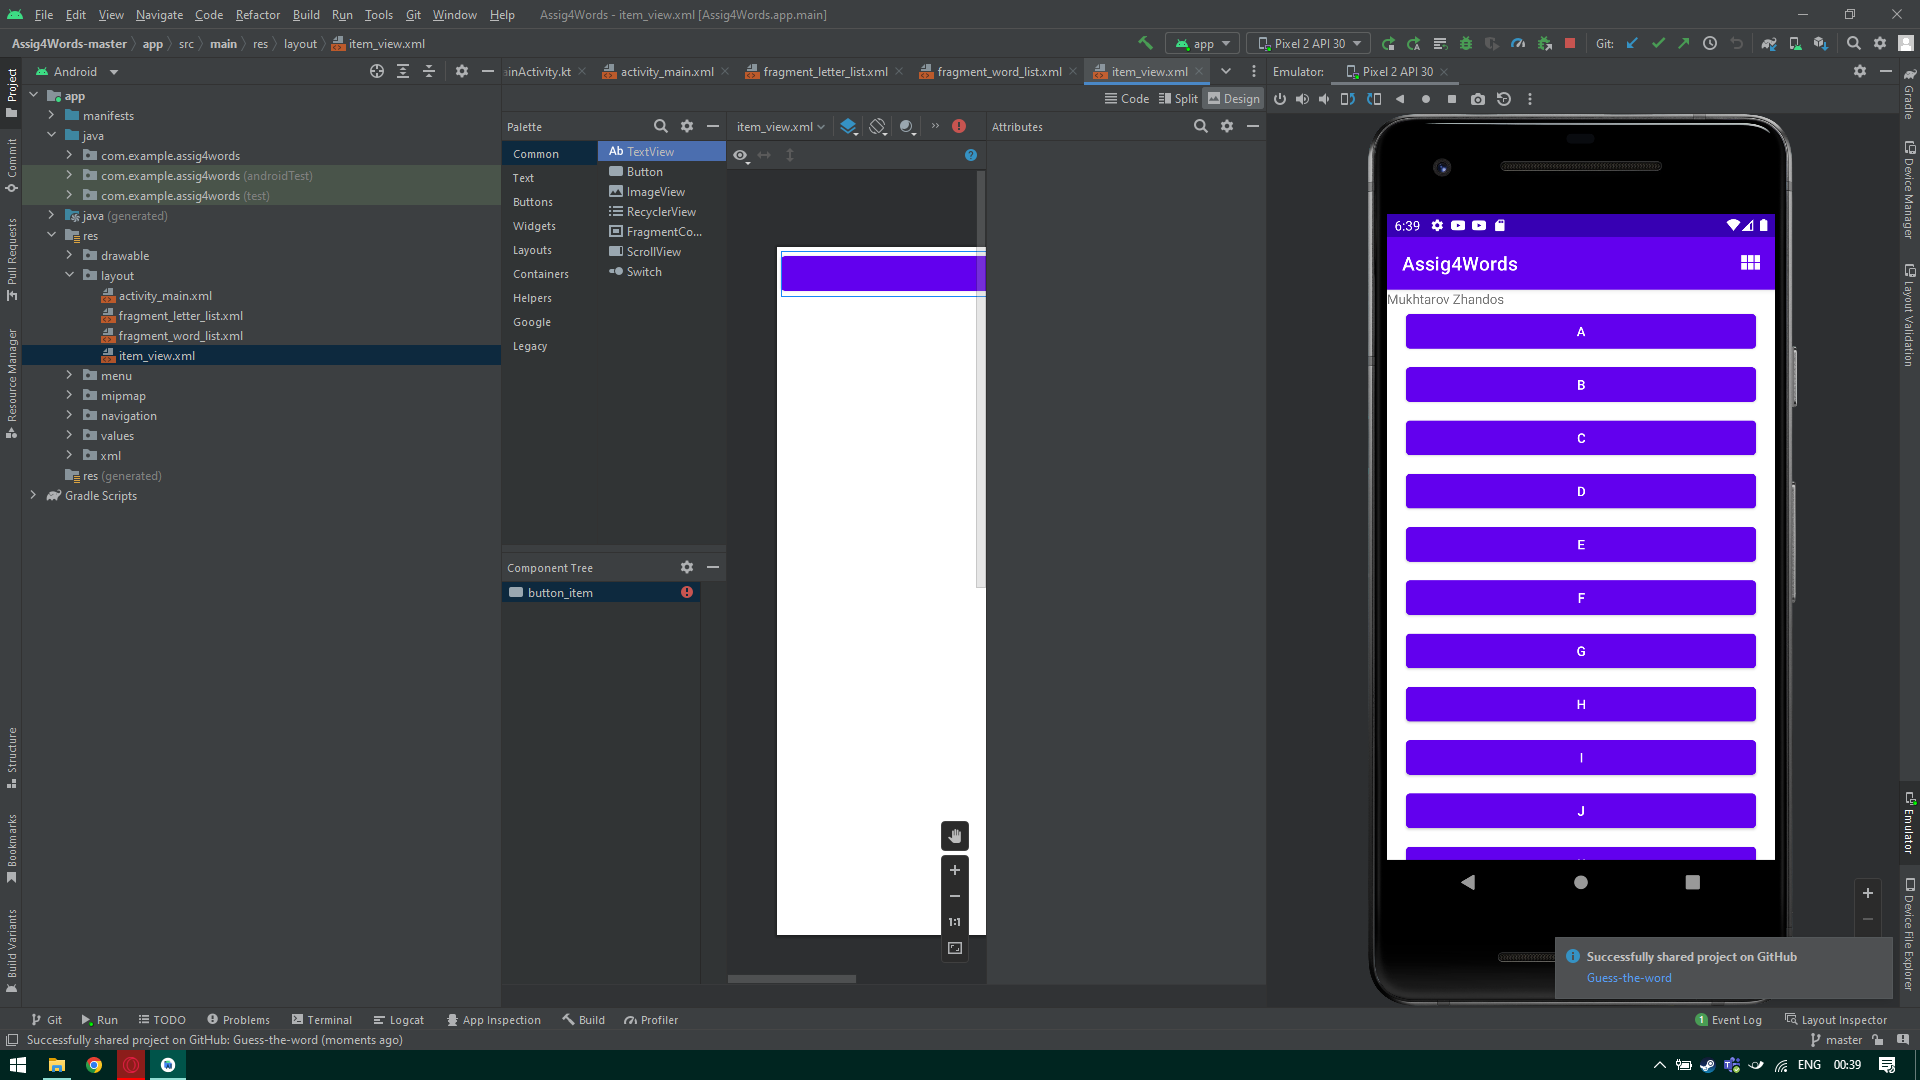 File Edit View Navigate Code Refactor Build Run Tools Git Window Help Assig4Words - item_view.xml [Assig4Words.app.main]
Assig4Words-master app src main res layout item_view.xml app Pixel 2 API 30 Git:
Android
ainActivity.kt activity_main.xml fragment_letter_list.xml fragment_word_list.xml item_view.xml
Emulator: Pixel 2 API 30
Code Split Design
Project
Commit
Pull Requests
Resource Manager
Structure
Bookmarks
Build Variants
app
manifests
java
com.example.assig4words
com.example.assig4words (androidTest)
com.example.assig4words (test)
java (generated)
res
drawable
layout
activity_main.xml
fragment_letter_list.xml
fragment_word_list.xml
item_view.xml
menu
mipmap
navigation
values
xml
res (generated)
Gradle Scripts
Palette
Common
Text
Buttons
Widgets
Layouts
Containers
Helpers
Google
Legacy
Ab TextView
Button
ImageView
RecyclerView
FragmentCo...
ScrollView
Switch
Component Tree
button_item
item_view.xml
1:1
Attributes
6:39
Assig4Words
Mukhtarov Zhandos
A
B
C
D
E
F
G
H
I
J
Successfully shared project on GitHub
Guess-the-word
Gradle
Device Manager
Layout Validation
Emulator
Device File Explorer
Git Run TODO Problems Terminal Logcat App Inspection Build Profiler 1 Event Log Layout Inspector
Successfully shared project on GitHub: Guess-the-word (moments ago) master
ENG 00:39